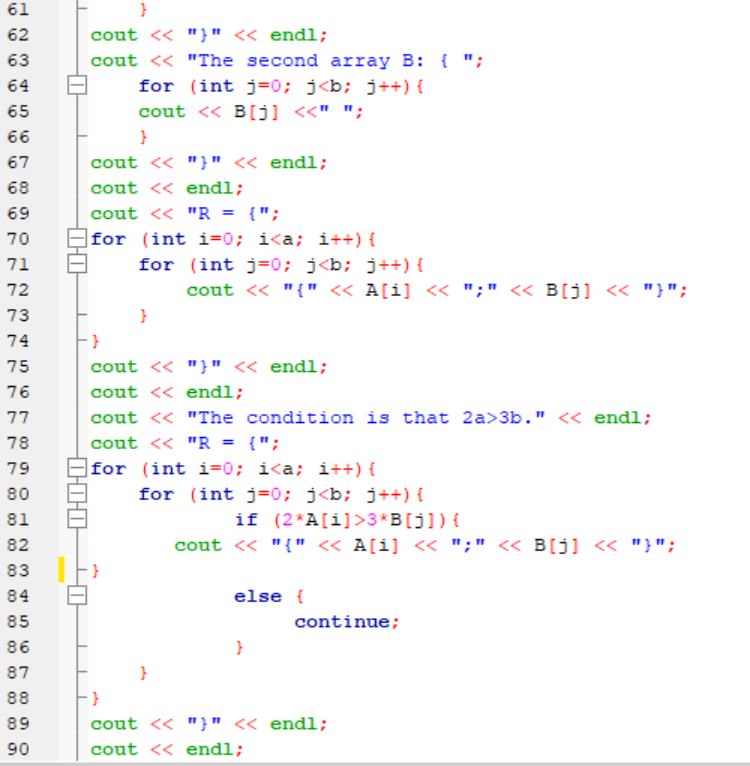 61 }
62 cout << "}" << endl;
63 cout << "The second array B: { ";
64 for (int j=0; j<b; j++){
65 cout << B[j] <<" ";
66 }
67 cout << "}" << endl;
68 cout << endl;
69 cout << "R = {";
70 for (int i=0; i<a; i++){
71 for (int j=0; j<b; j++){
72 cout << "{" << A[i] << ";" << B[j] << "}";
73 }
74 }
75 cout << "}" << endl;
76 cout << endl;
77 cout << "The condition is that 2a>3b." << endl;
78 cout << "R = {";
79 for (int i=0; i<a; i++){
80 for (int j=0; j<b; j++){
81 if (2*A[i]>3*B[j]){
82 cout << "{" << A[i] << ";" << B[j] << "}";
83 }
84 else {
85 continue;
86 }
87 }
88 }
89 cout << "}" << endl;
90 cout << endl;